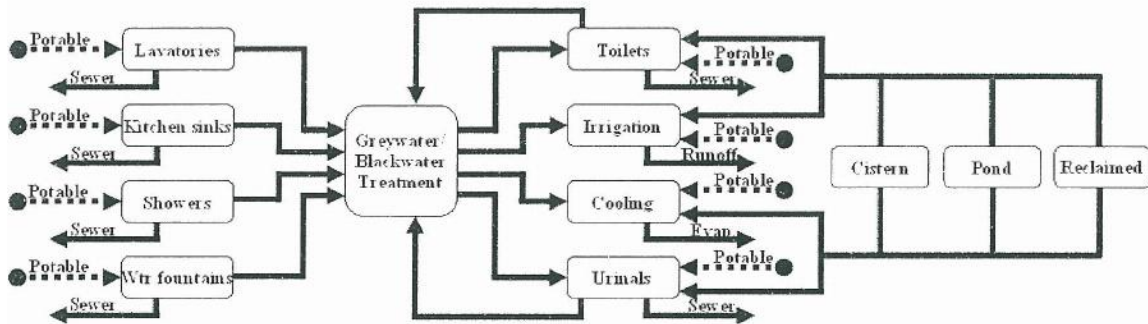 Potable
Lavatories
Sewer
Potable
Kitchen sinks
Sewer
Potable
Showers
Sewer
Potable
Wtr fountains
Sewer
Greywater/
Blackwater
Treatment
Toilets
Potable
Sewer
Irrigation
Potable
Runoff
Cooling
Potable
Evap
Urinals
Potable
Sewer
Cistern
Pond
Reclaimed